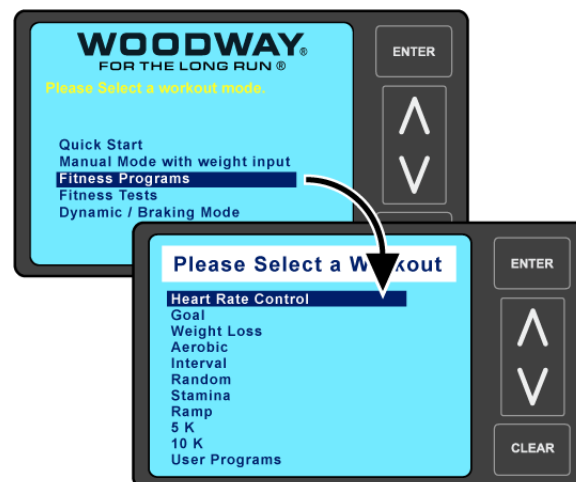 WOODWAY®
FOR THE LONG RUN ®
Please Select a workout mode.
Quick Start
Manual Mode with weight input
Fitness Programs
Fitness Tests
Dynamic / Braking Mode
ENTER
Please Select a Workout
Heart Rate Control
Goal
Weight Loss
Aerobic
Interval
Random
Stamina
Ramp
5 K
10 K
User Programs
ENTER
CLEAR